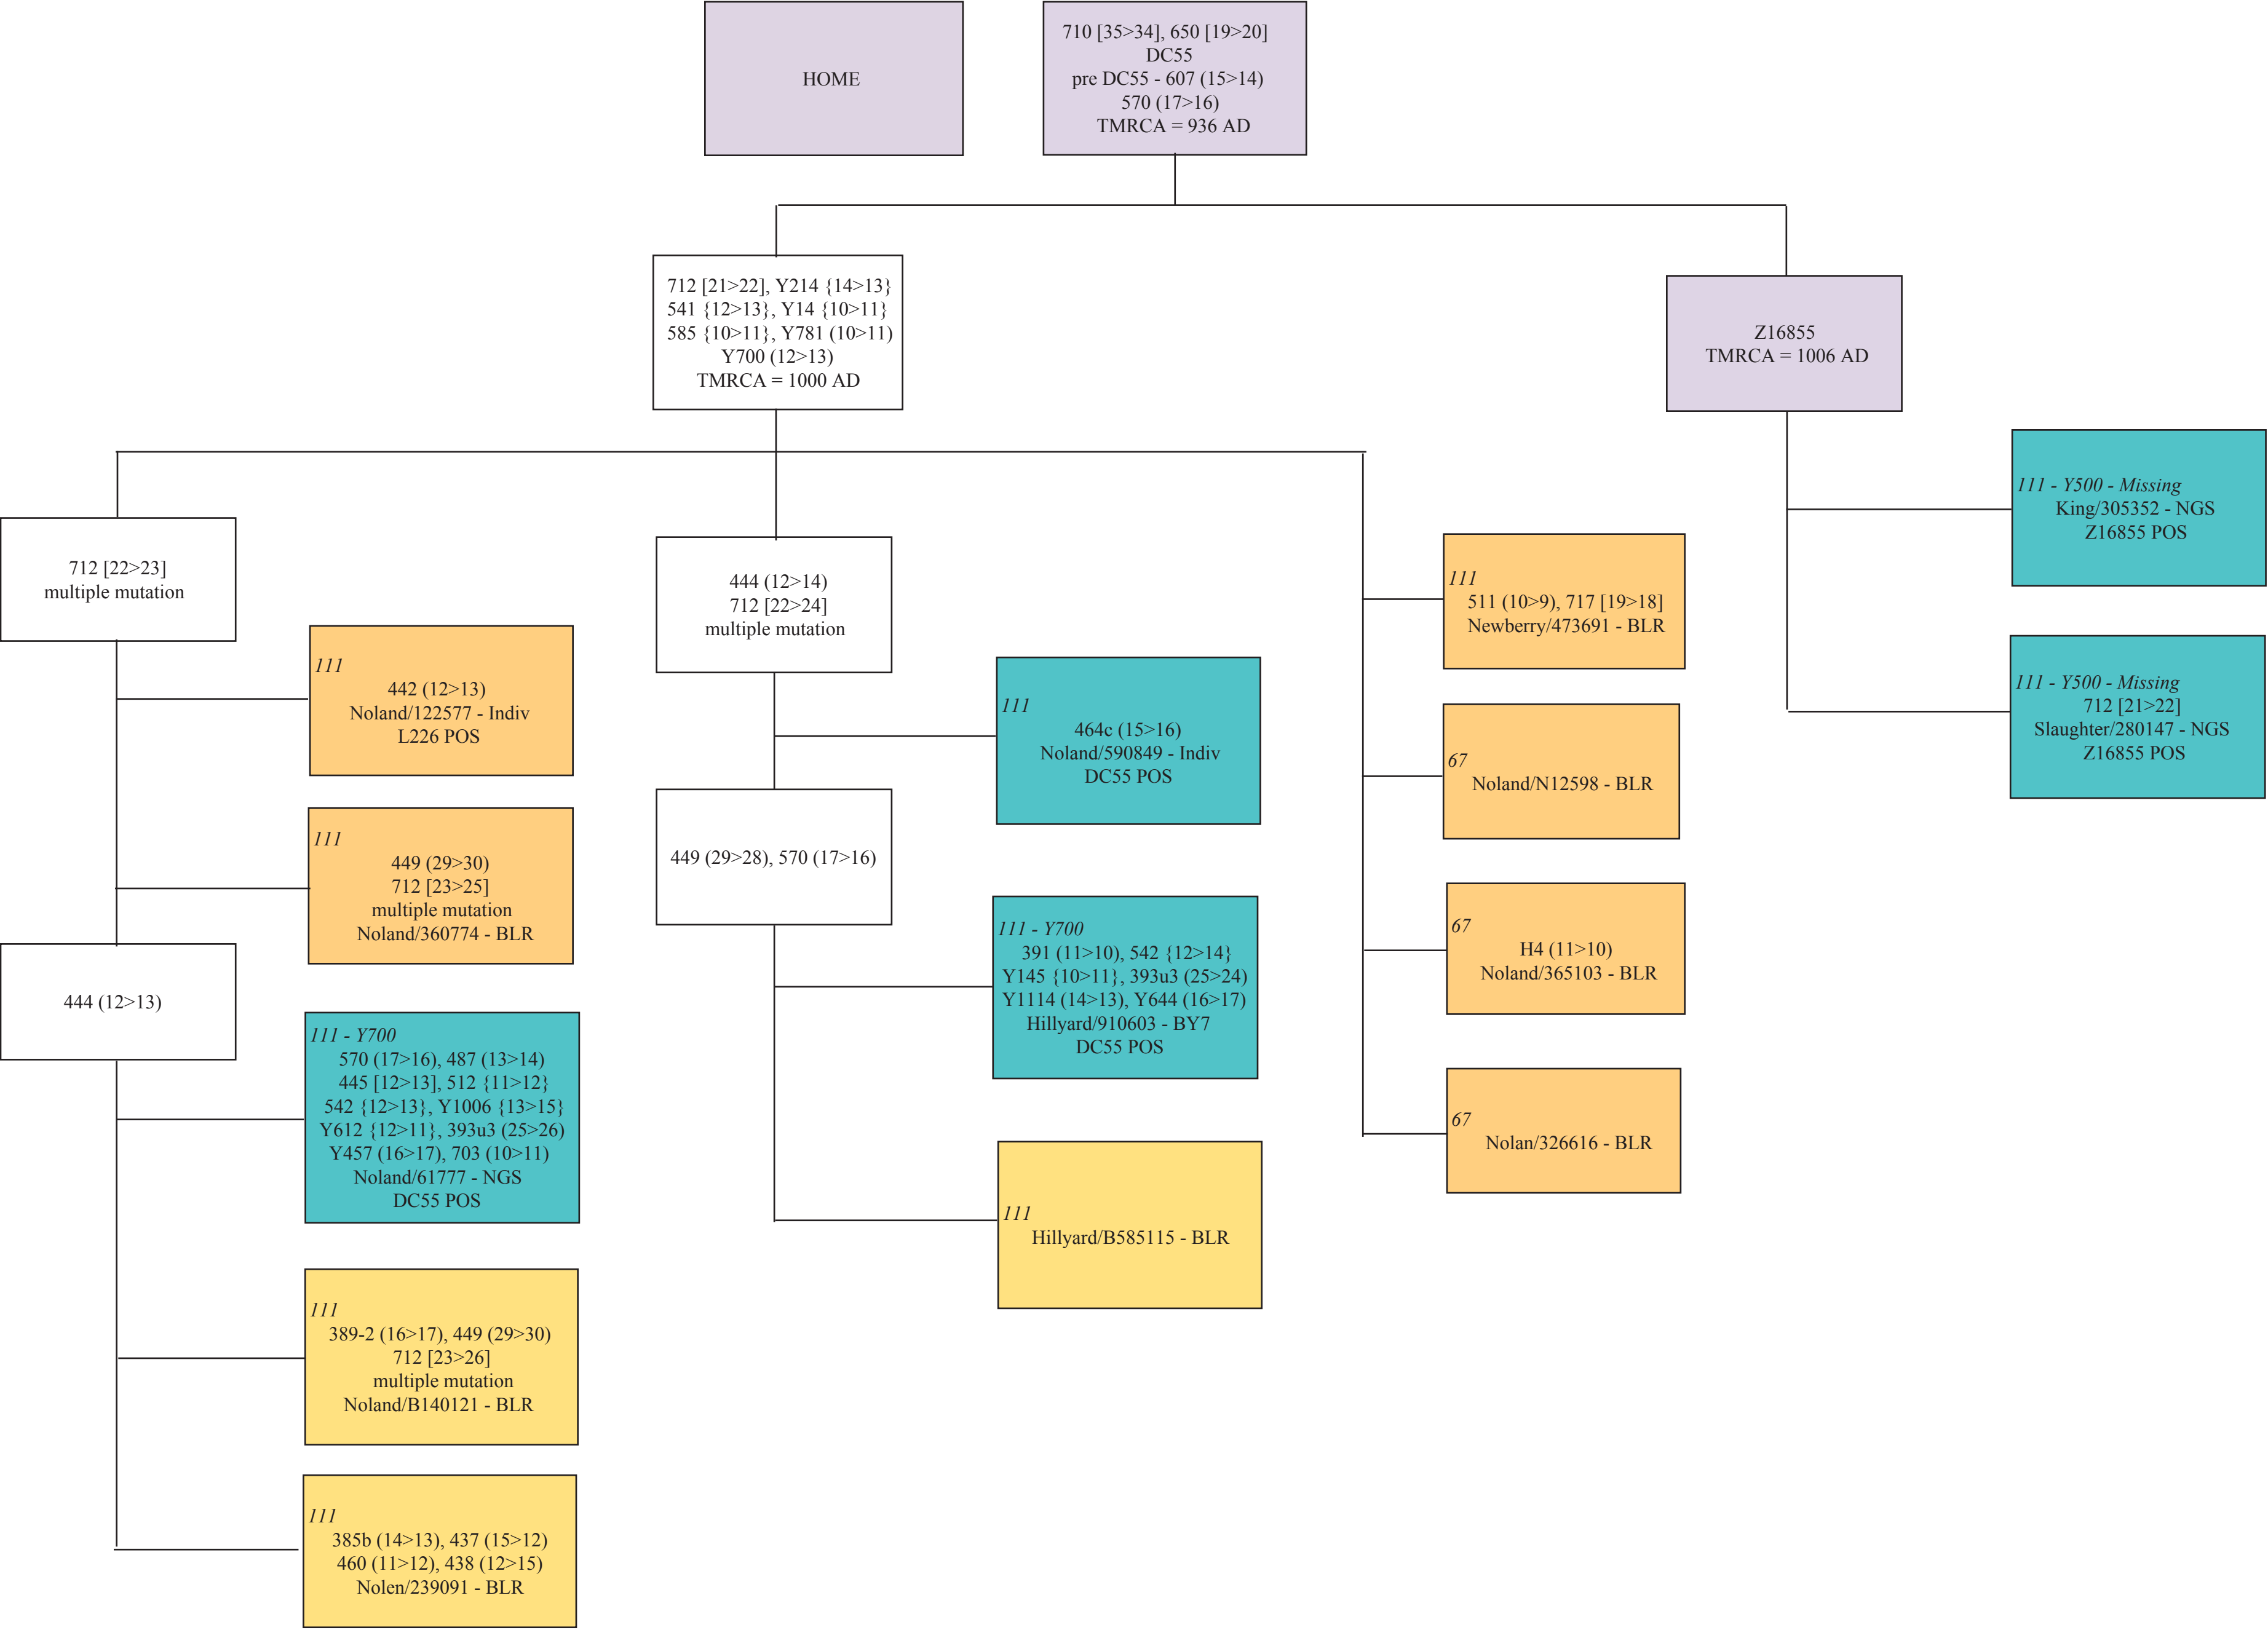 HOME
710 [35>34], 650 [19>20]
DC55
pre DC55 - 607 (15>14)
570 (17>16)
TMRCA = 936 AD
712 [21>22], Y214 {14>13}
541 {12>13}, Y14 {10>11}
585 {10>11}, Y781 (10>11)
Y700 (12>13)
TMRCA = 1000 AD
Z16855
TMRCA = 1006 AD
712 [22>23]
multiple mutation
111
442 (12>13)
Noland/122577 - Indiv
L226 POS
111
449 (29>30)
712 [23>25]
multiple mutation
Noland/360774 - BLR
444 (12>13)
111 - Y700
570 (17>16), 487 (13>14)
445 [12>13], 512 {11>12}
542 {12>13}, Y1006 {13>15}
Y612 {12>11}, 393u3 (25>26)
Y457 (16>17), 703 (10>11)
Noland/61777 - NGS
DC55 POS
111
389-2 (16>17), 449 (29>30)
712 [23>26]
multiple mutation
Noland/B140121 - BLR
111
385b (14>13), 437 (15>12)
460 (11>12), 438 (12>15)
Nolen/239091 - BLR
444 (12>14)
712 [22>24]
multiple mutation
111
464c (15>16)
Noland/590849 - Indiv
DC55 POS
449 (29>28), 570 (17>16)
111 - Y700
391 (11>10), 542 {12>14}
Y145 {10>11}, 393u3 (25>24)
Y1114 (14>13), Y644 (16>17)
Hillyard/910603 - BY7
DC55 POS
111
Hillyard/B585115 - BLR
111
511 (10>9), 717 [19>18]
Newberry/473691 - BLR
67
Noland/N12598 - BLR
67
H4 (11>10)
Noland/365103 - BLR
67
Nolan/326616 - BLR
111 - Y500 - Missing
King/305352 - NGS
Z16855 POS
111 - Y500 - Missing
712 [21>22]
Slaughter/280147 - NGS
Z16855 POS